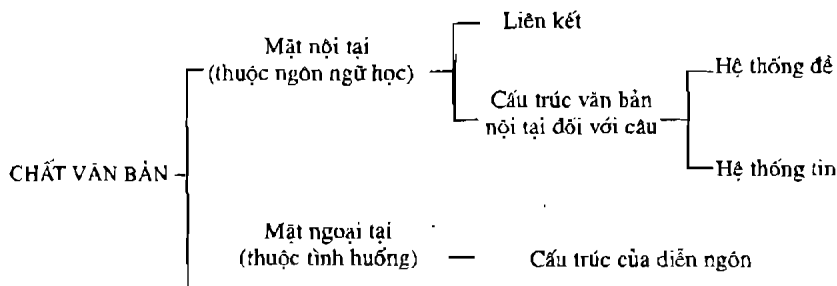 Liên kết
Mặt nội tại
(thuộc ngôn ngữ học)
Hệ thống đề
Cấu trúc văn bản
nội tại đối với câu
CHẤT VĂN BẢN
Hệ thống tin
Mặt ngoại tại
(thuộc tình huống)
Cấu trúc của diễn ngôn